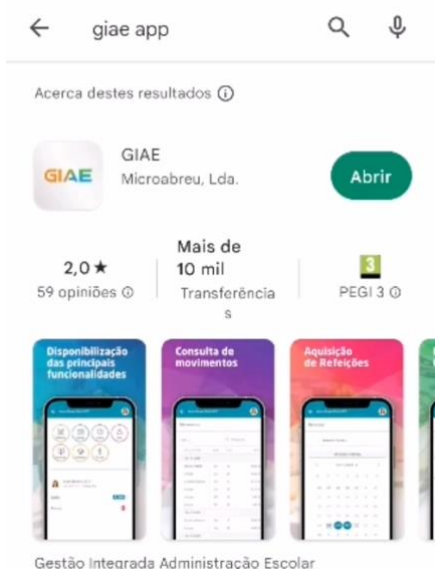 giae app
Acerca destes resultados
GIAE
GIAE
Microabreu, Lda.
Abrir
2,0★
59 opiniões
Mais de
10 mil
Transferência
s
3
PEGI 3
Disponibilização
das principais
funcionalidades
Consulta de
movimentos
Aquisição
de Refeições
Gestão Integrada Administração Escolar